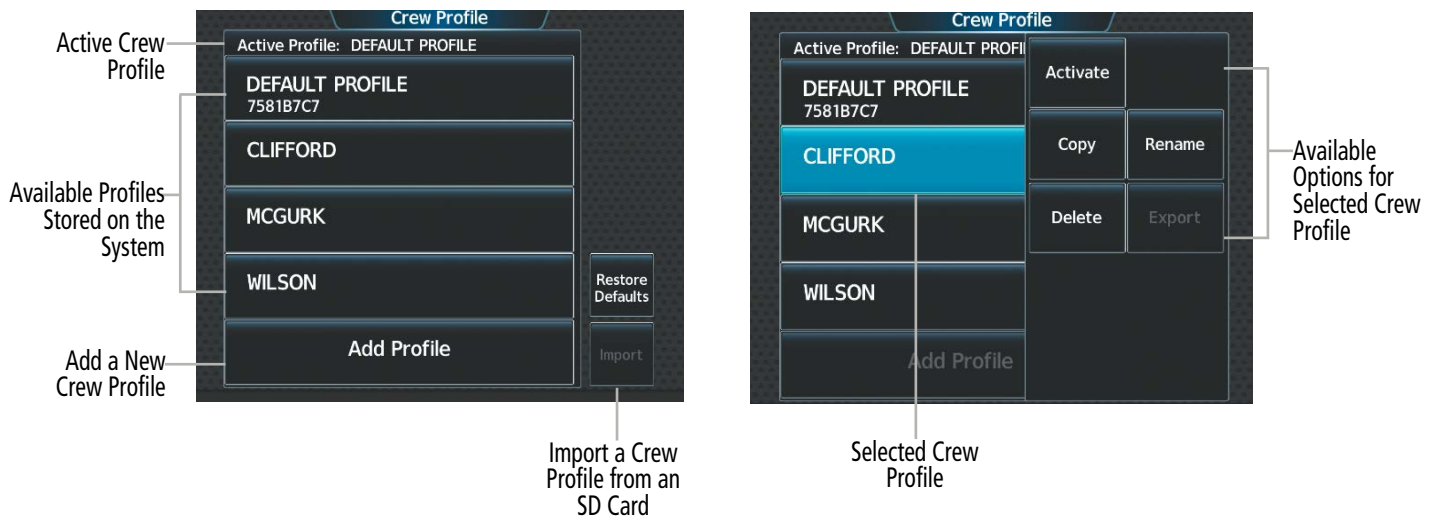 Crew Profile
Active Crew
Profile
Active Profile: DEFAULT PROFILE
DEFAULT PROFILE
7581B7C7
CLIFFORD
Available Profiles
Stored on the
System
MCGURK
WILSON
Restore
Defaults
Add a New
Crew Profile
Add Profile
Import
Import a Crew
Profile from an
SD Card
Crew Profile
Active Profile: DEFAULT PROFI
DEFAULT PROFILE
7581B7C7
Activate
CLIFFORD
Copy
Rename
MCGURK
Delete
Export
WILSON
Add Profile
Available
Options for
Selected Crew
Profile
Selected Crew
Profile